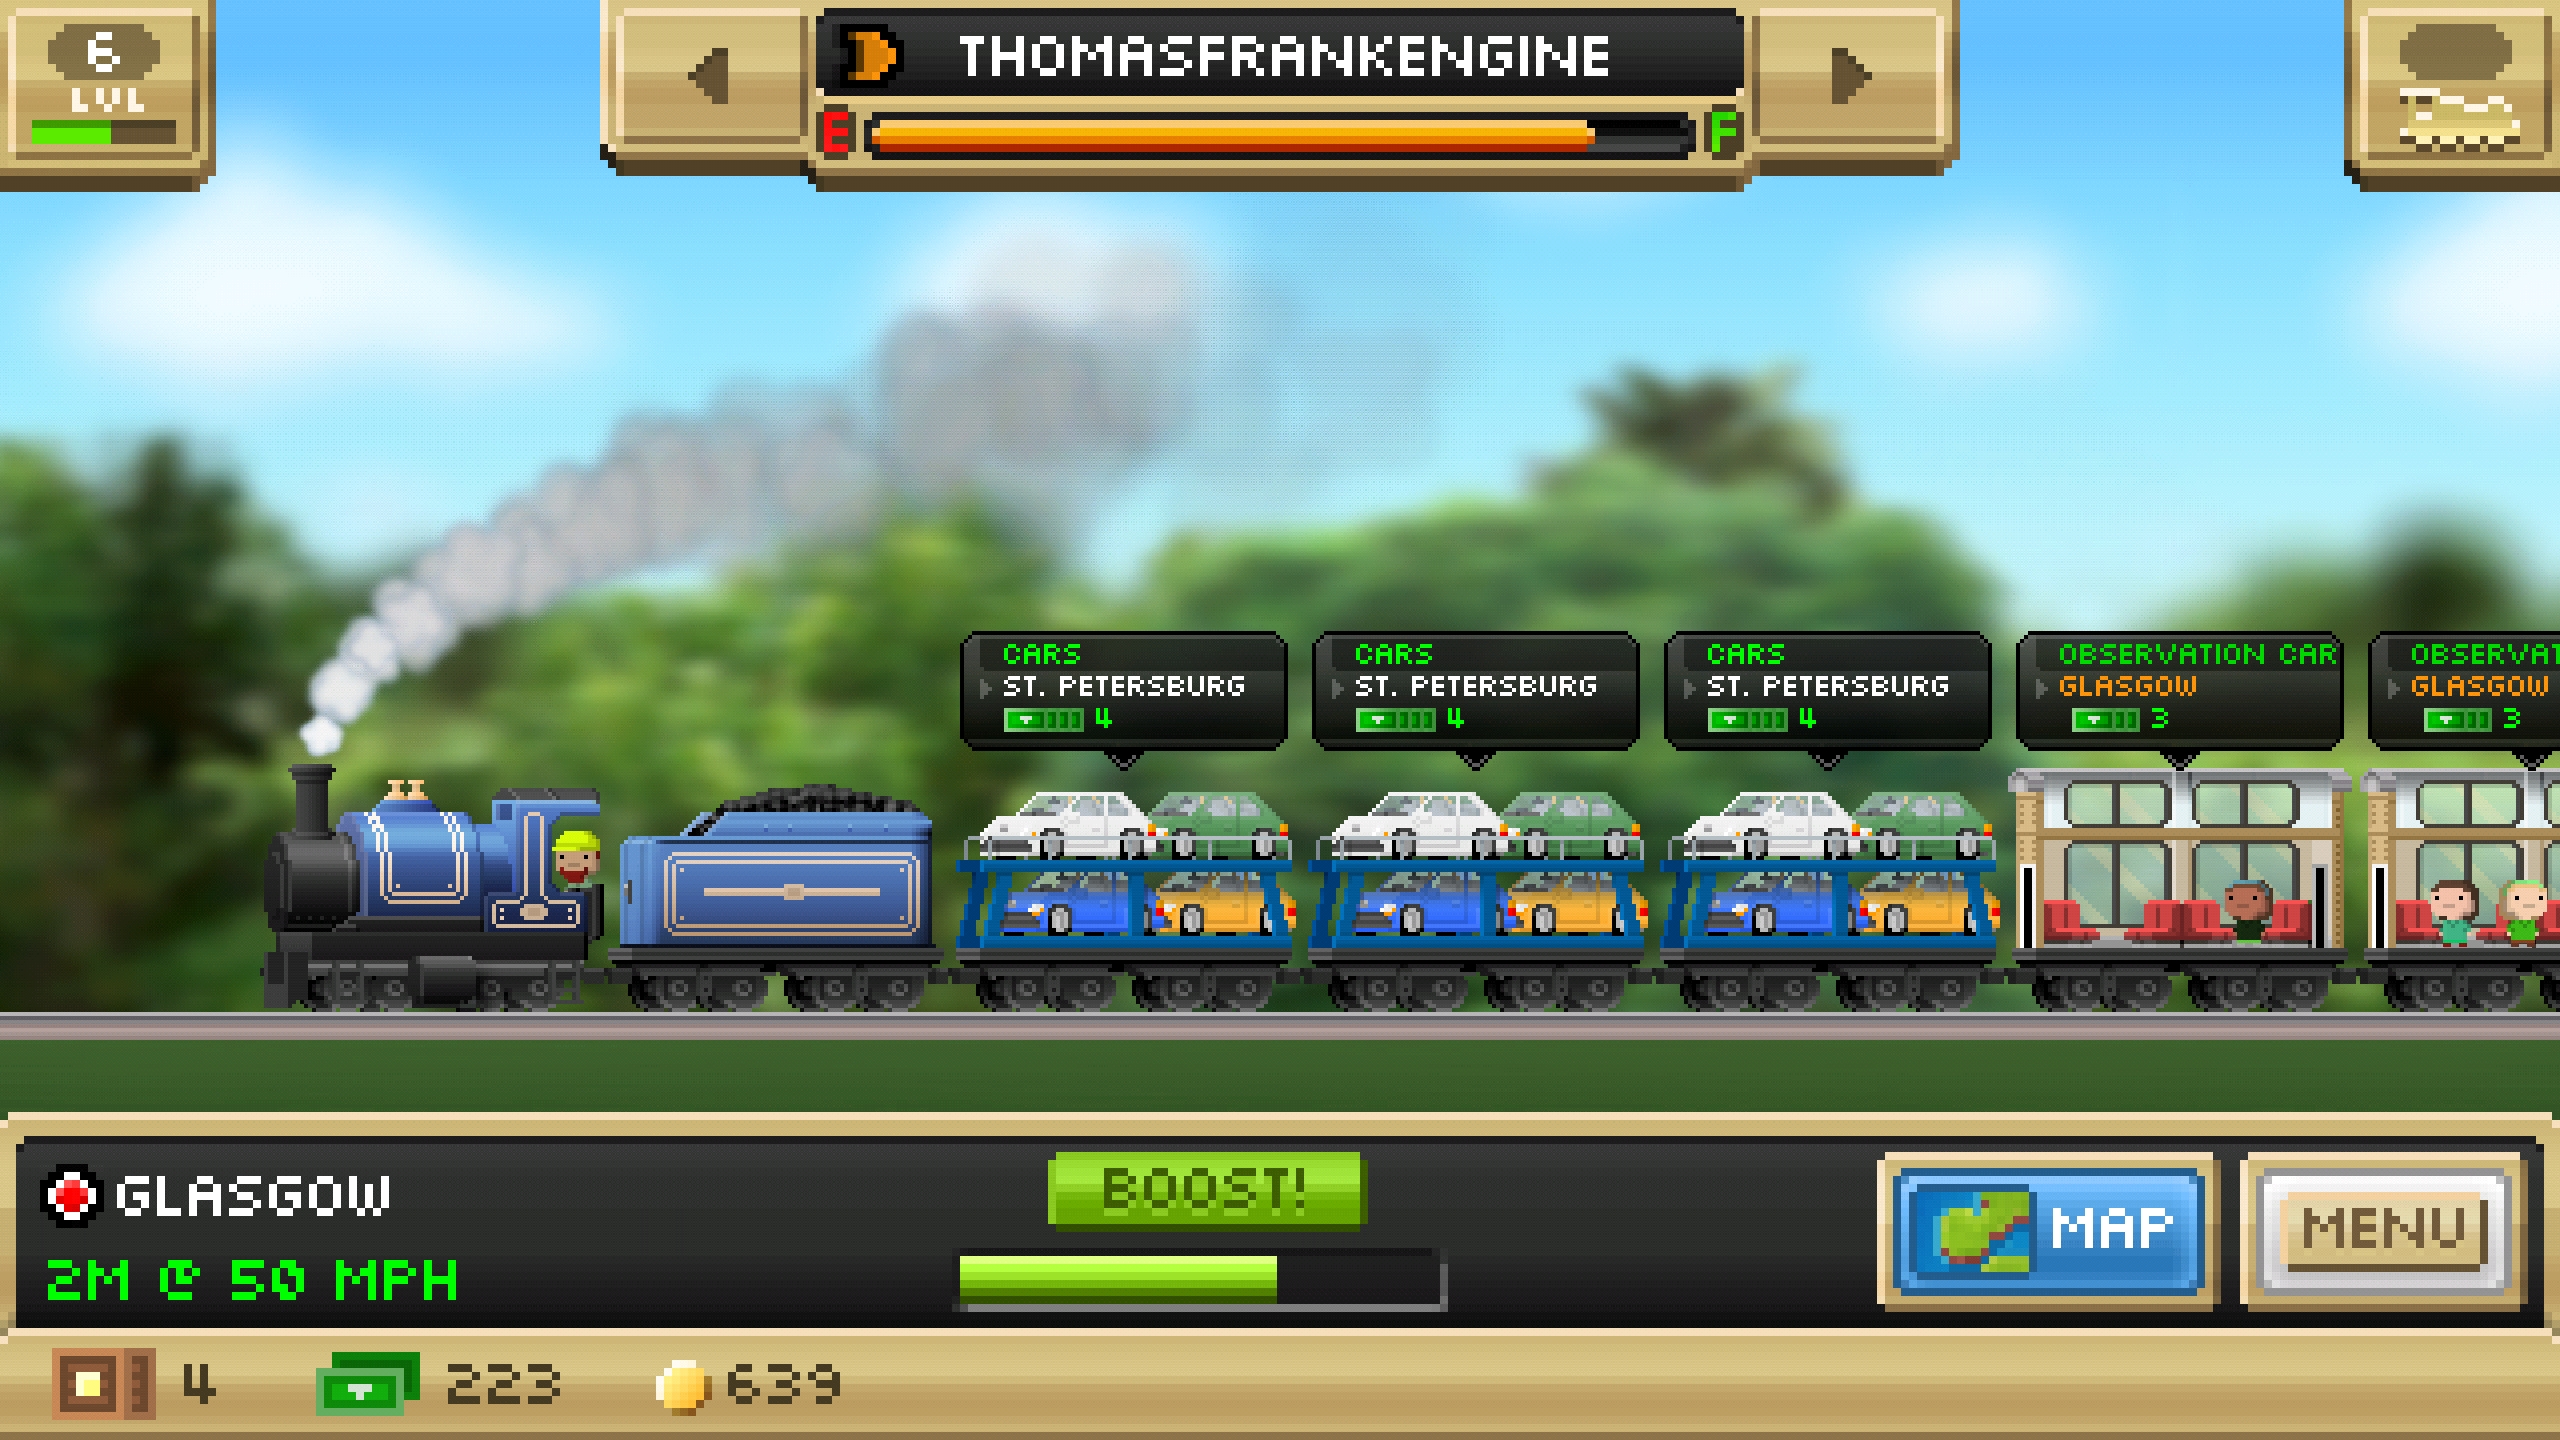 6
LVL
THOMASFRANKENGINE
E F
CARS
ST. PETERSBURG
4
CARS
ST. PETERSBURG
4
CARS
ST. PETERSBURG
4
OBSERVATION CAR
GLASGOW
3
OBSERVAT
GLASGOW
3
GLASGOW
2M @ 50 MPH
BOOST!
MAP
MENU
4 223 639